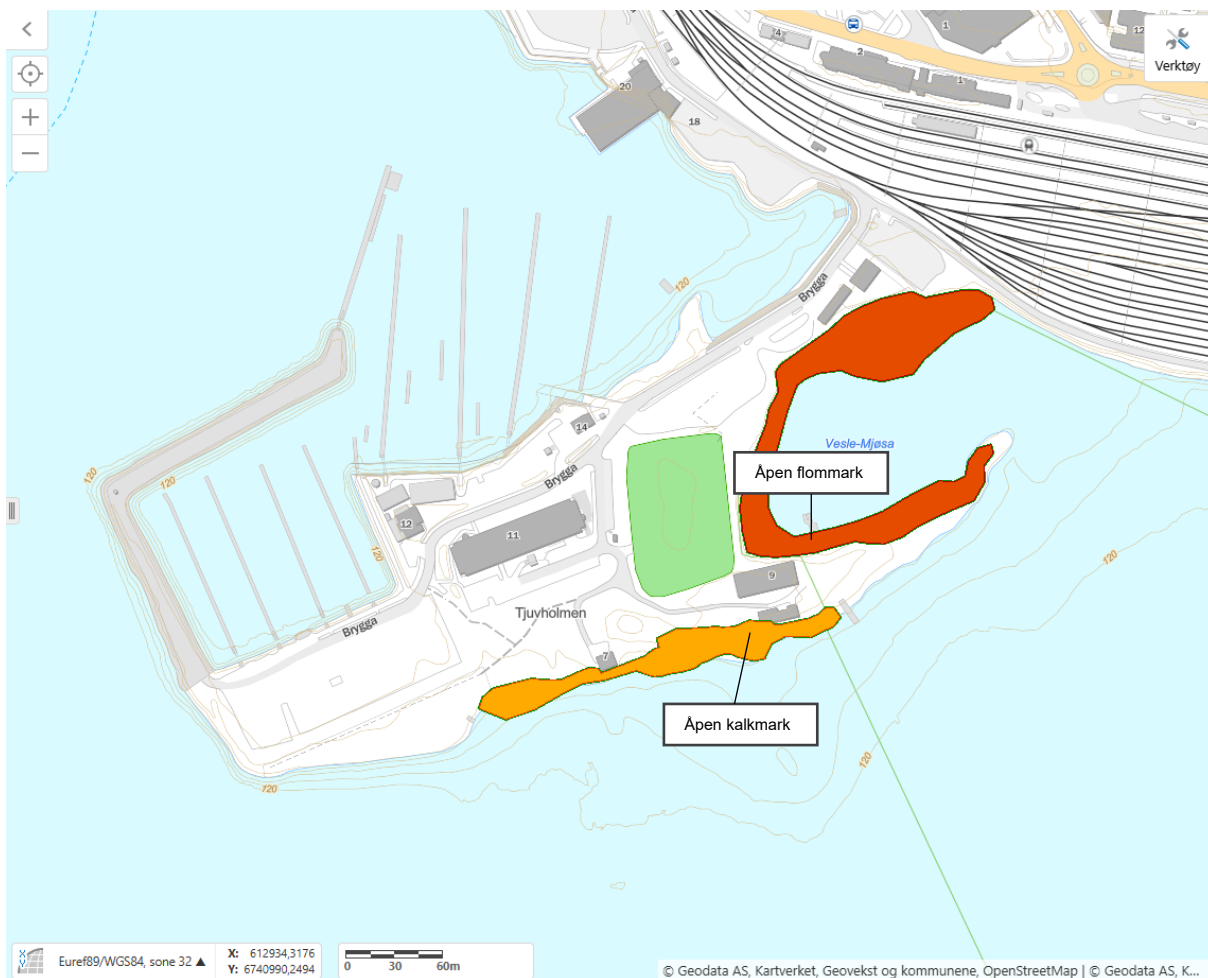 Verktøy
1
12
4
2
1
20
18
120
Brygga
120
14
Vesle-Mjøsa
Åpen flommark
Brygga
12
11
120
120
120
9
Tjuvholmen
Brygga
7
Åpen kalkmark
120
120
120
Euref89/WGS84, sone 32 ▲
X: 612934,3176
Y: 6740990,2494
0 30 60m
© Geodata AS, Kartverket, Geovekst og kommunene, OpenStreetMap | © Geodata AS, K...